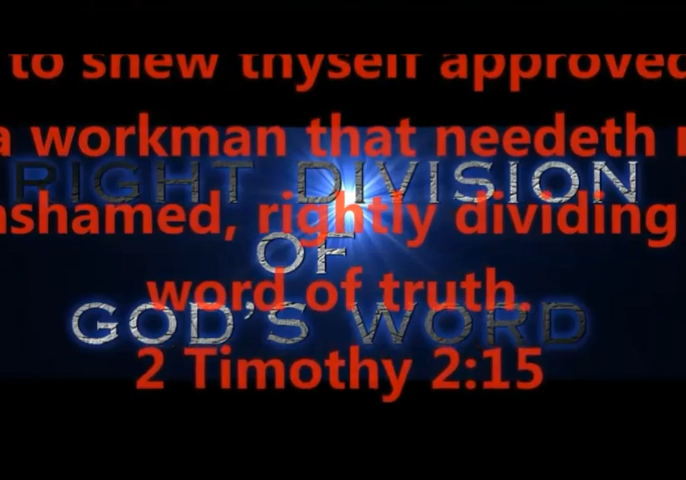 to shew thyself approved
a workman that needeth
RIGHT DIVISION
ashamed, rightly dividing
OF
word of truth.
GOD'S WORD
2 Timothy 2:15